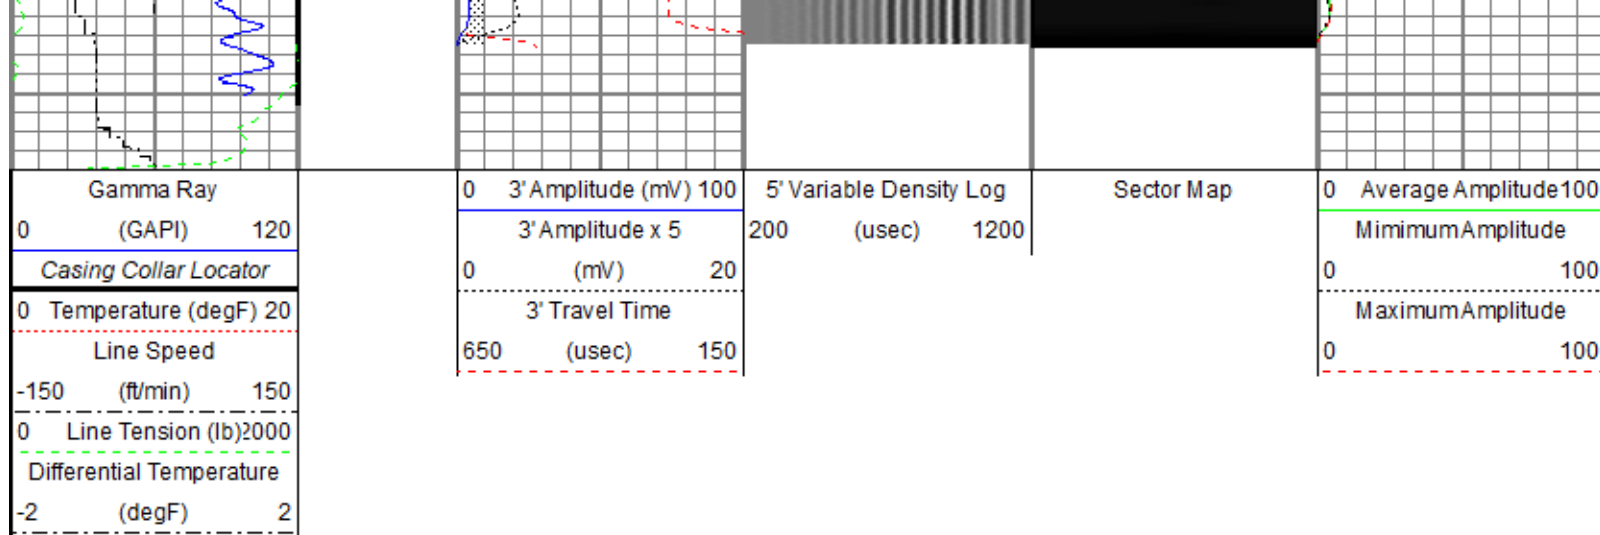 Gamma Ray
0 (GAPI) 120
Casing Collar Locator
0 Temperature (degF) 20
Line Speed
-150 (ft/min) 150
0 Line Tension (lb) 2000
Differential Temperature
-2 (degF) 2
0 3' Amplitude (mV) 100
3' Amplitude x 5
0 (mV) 20
3' Travel Time
650 (usec) 150
5' Variable Density Log
200 (usec) 1200
Sector Map
0 Average Amplitude 100
Mimimum Amplitude
0 100
Maximum Amplitude
0 100